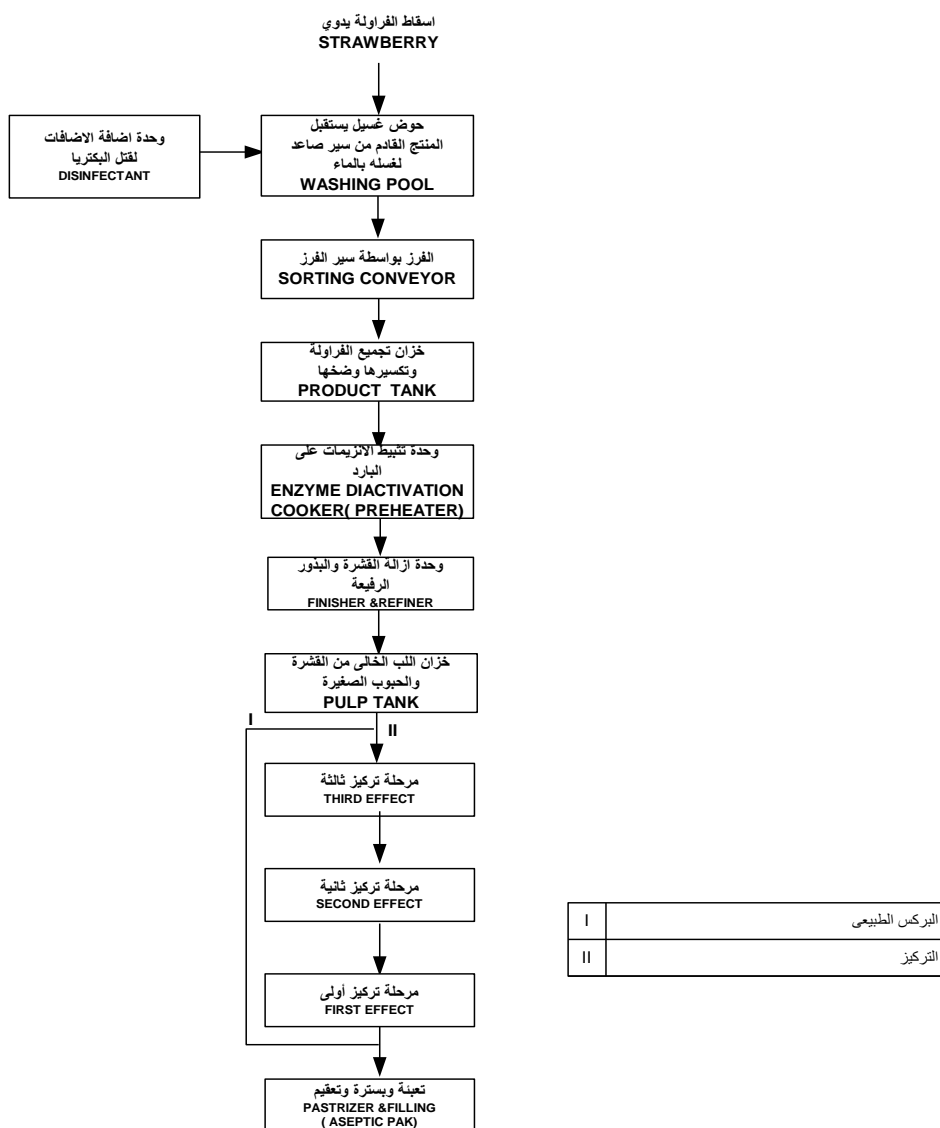 اسقاط الفراولة يدوي
STRAWBERRY
حوض غسيل يستقبل
المنتج القادم من سير صاعد
لغسله بالماء
WASHING POOL
وحدة اضافة الاضافات
لقتل البكتريا
DISINFECTANT
الفرز بواسطة سير الفرز
SORTING CONVEYOR
خزان تجميع الفراولة
وتكسيرها وضخها
PRODUCT TANK
وحدة تثبيط الانزيمات على
البارد
ENZYME DIACTIVATION
COOKER( PREHEATER)
وحدة ازالة القشرة والبذور
الرفيعة
FINISHER &REFINER
خزان اللب الخالى من القشرة
والحبوب الصغيرة
PULP TANK
I
II
مرحلة تركيز ثالثة
THIRD EFFECT
مرحلة تركيز ثانية
SECOND EFFECT
مرحلة تركيز أولى
FIRST EFFECT
تعبئة وبسترة وتعقيم
PASTRIZER &FILLING
( ASEPTIC PAK)
I البركس الطبيعى
II التركيز